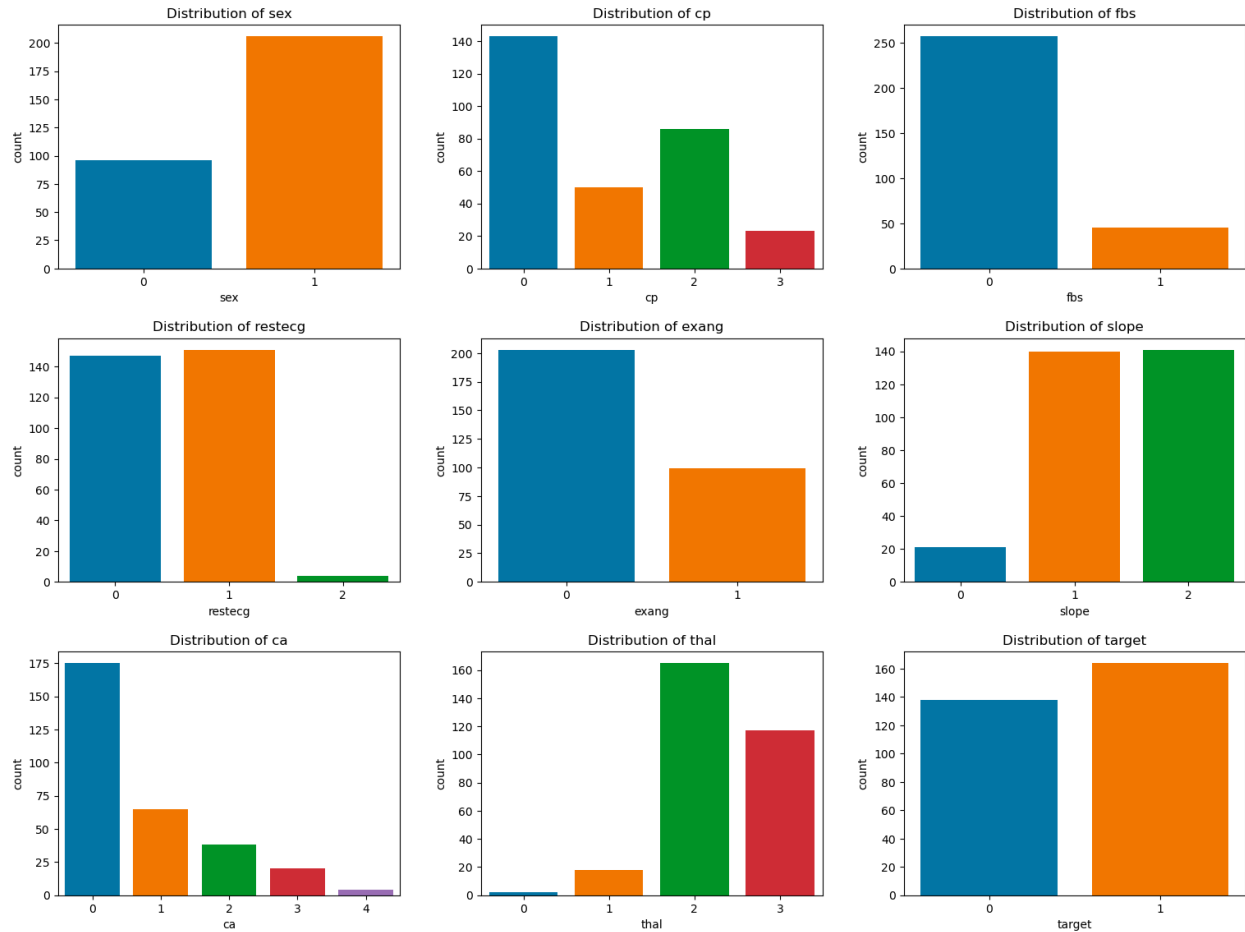 Distribution of sex
200
175
150
125
100
75
50
25
0
count
0 1
sex
Distribution of cp
140
120
100
80
60
40
20
0
count
0 1 2 3
cp
Distribution of fbs
250
200
150
100
50
0
count
0 1
fbs
Distribution of restecg
140
120
100
80
60
40
20
0
count
0 1 2
restecg
Distribution of exang
200
175
150
125
100
75
50
25
0
count
0 1
exang
Distribution of slope
140
120
100
80
60
40
20
0
count
0 1 2
slope
Distribution of ca
175
150
125
100
75
50
25
0
count
0 1 2 3 4
ca
Distribution of thal
160
140
120
100
80
60
40
20
0
count
0 1 2 3
thal
Distribution of target
160
140
120
100
80
60
40
20
0
count
0 1
target